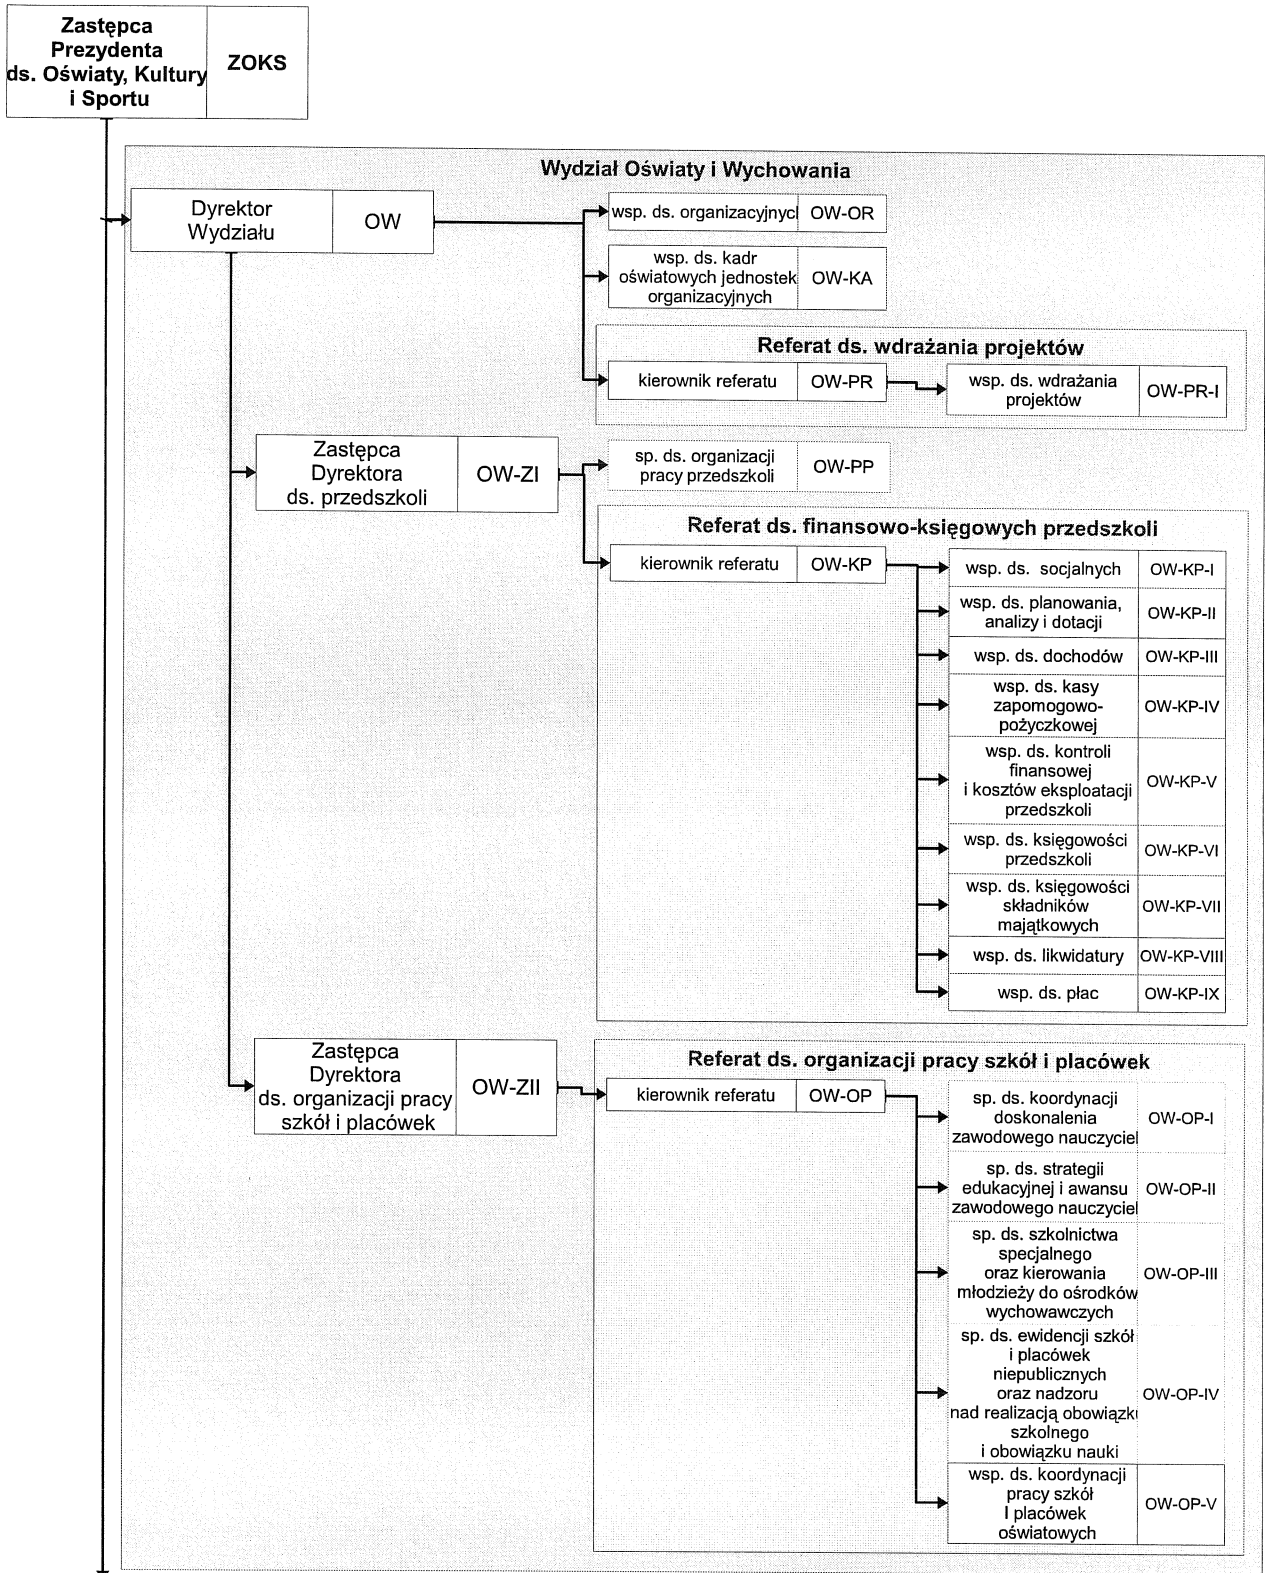 Zastępca
Prezydenta
ds. Oświaty, Kultury
i Sportu
ZOKS
Wydział Oświaty i Wychowania
Dyrektor
Wydziału
OW
wsp. ds. organizacyjnych
OW-OR
wsp. ds. kadr
oświatowych jednostek
organizacyjnych
OW-KA
Referat ds. wdrażania projektów
kierownik referatu
OW-PR
wsp. ds. wdrażania
projektów
OW-PR-I
Zastępca
Dyrektora
ds. przedszkoli
OW-ZI
sp. ds. organizacji
pracy przedszkoli
OW-PP
Referat ds. finansowo-księgowych przedszkoli
kierownik referatu
OW-KP
wsp. ds. socjalnych
OW-KP-I
wsp. ds. planowania,
analizy i dotacji
OW-KP-II
wsp. ds. dochodów
OW-KP-III
wsp. ds. kasy
zapomogowo-
pożyczkowej
OW-KP-IV
wsp. ds. kontroli
finansowej
i kosztów eksploatacji
przedszkoli
OW-KP-V
wsp. ds. księgowości
przedszkoli
OW-KP-VI
wsp. ds. księgowości
składników
majątkowych
OW-KP-VII
wsp. ds. likwidatury
OW-KP-VIII
wsp. ds. płac
OW-KP-IX
Zastępca
Dyrektora
ds. organizacji pracy
szkół i placówek
OW-ZII
Referat ds. organizacji pracy szkół i placówek
kierownik referatu
OW-OP
sp. ds. koordynacji
doskonalenia
zawodowego nauczyciel
OW-OP-I
sp. ds. strategii
edukacyjnej i awansu
zawodowego nauczyciel
OW-OP-II
sp. ds. szkolnictwa
specjalnego
oraz kierowania
młodzieży do ośrodków
wychowawczych
OW-OP-III
sp. ds. ewidencji szkół
i placówek
niepublicznych
oraz nadzoru
nad realizacją obowiązku
szkolnego
i obowiązku nauki
OW-OP-IV
wsp. ds. koordynacji
pracy szkół
I placówek
oświatowych
OW-OP-V